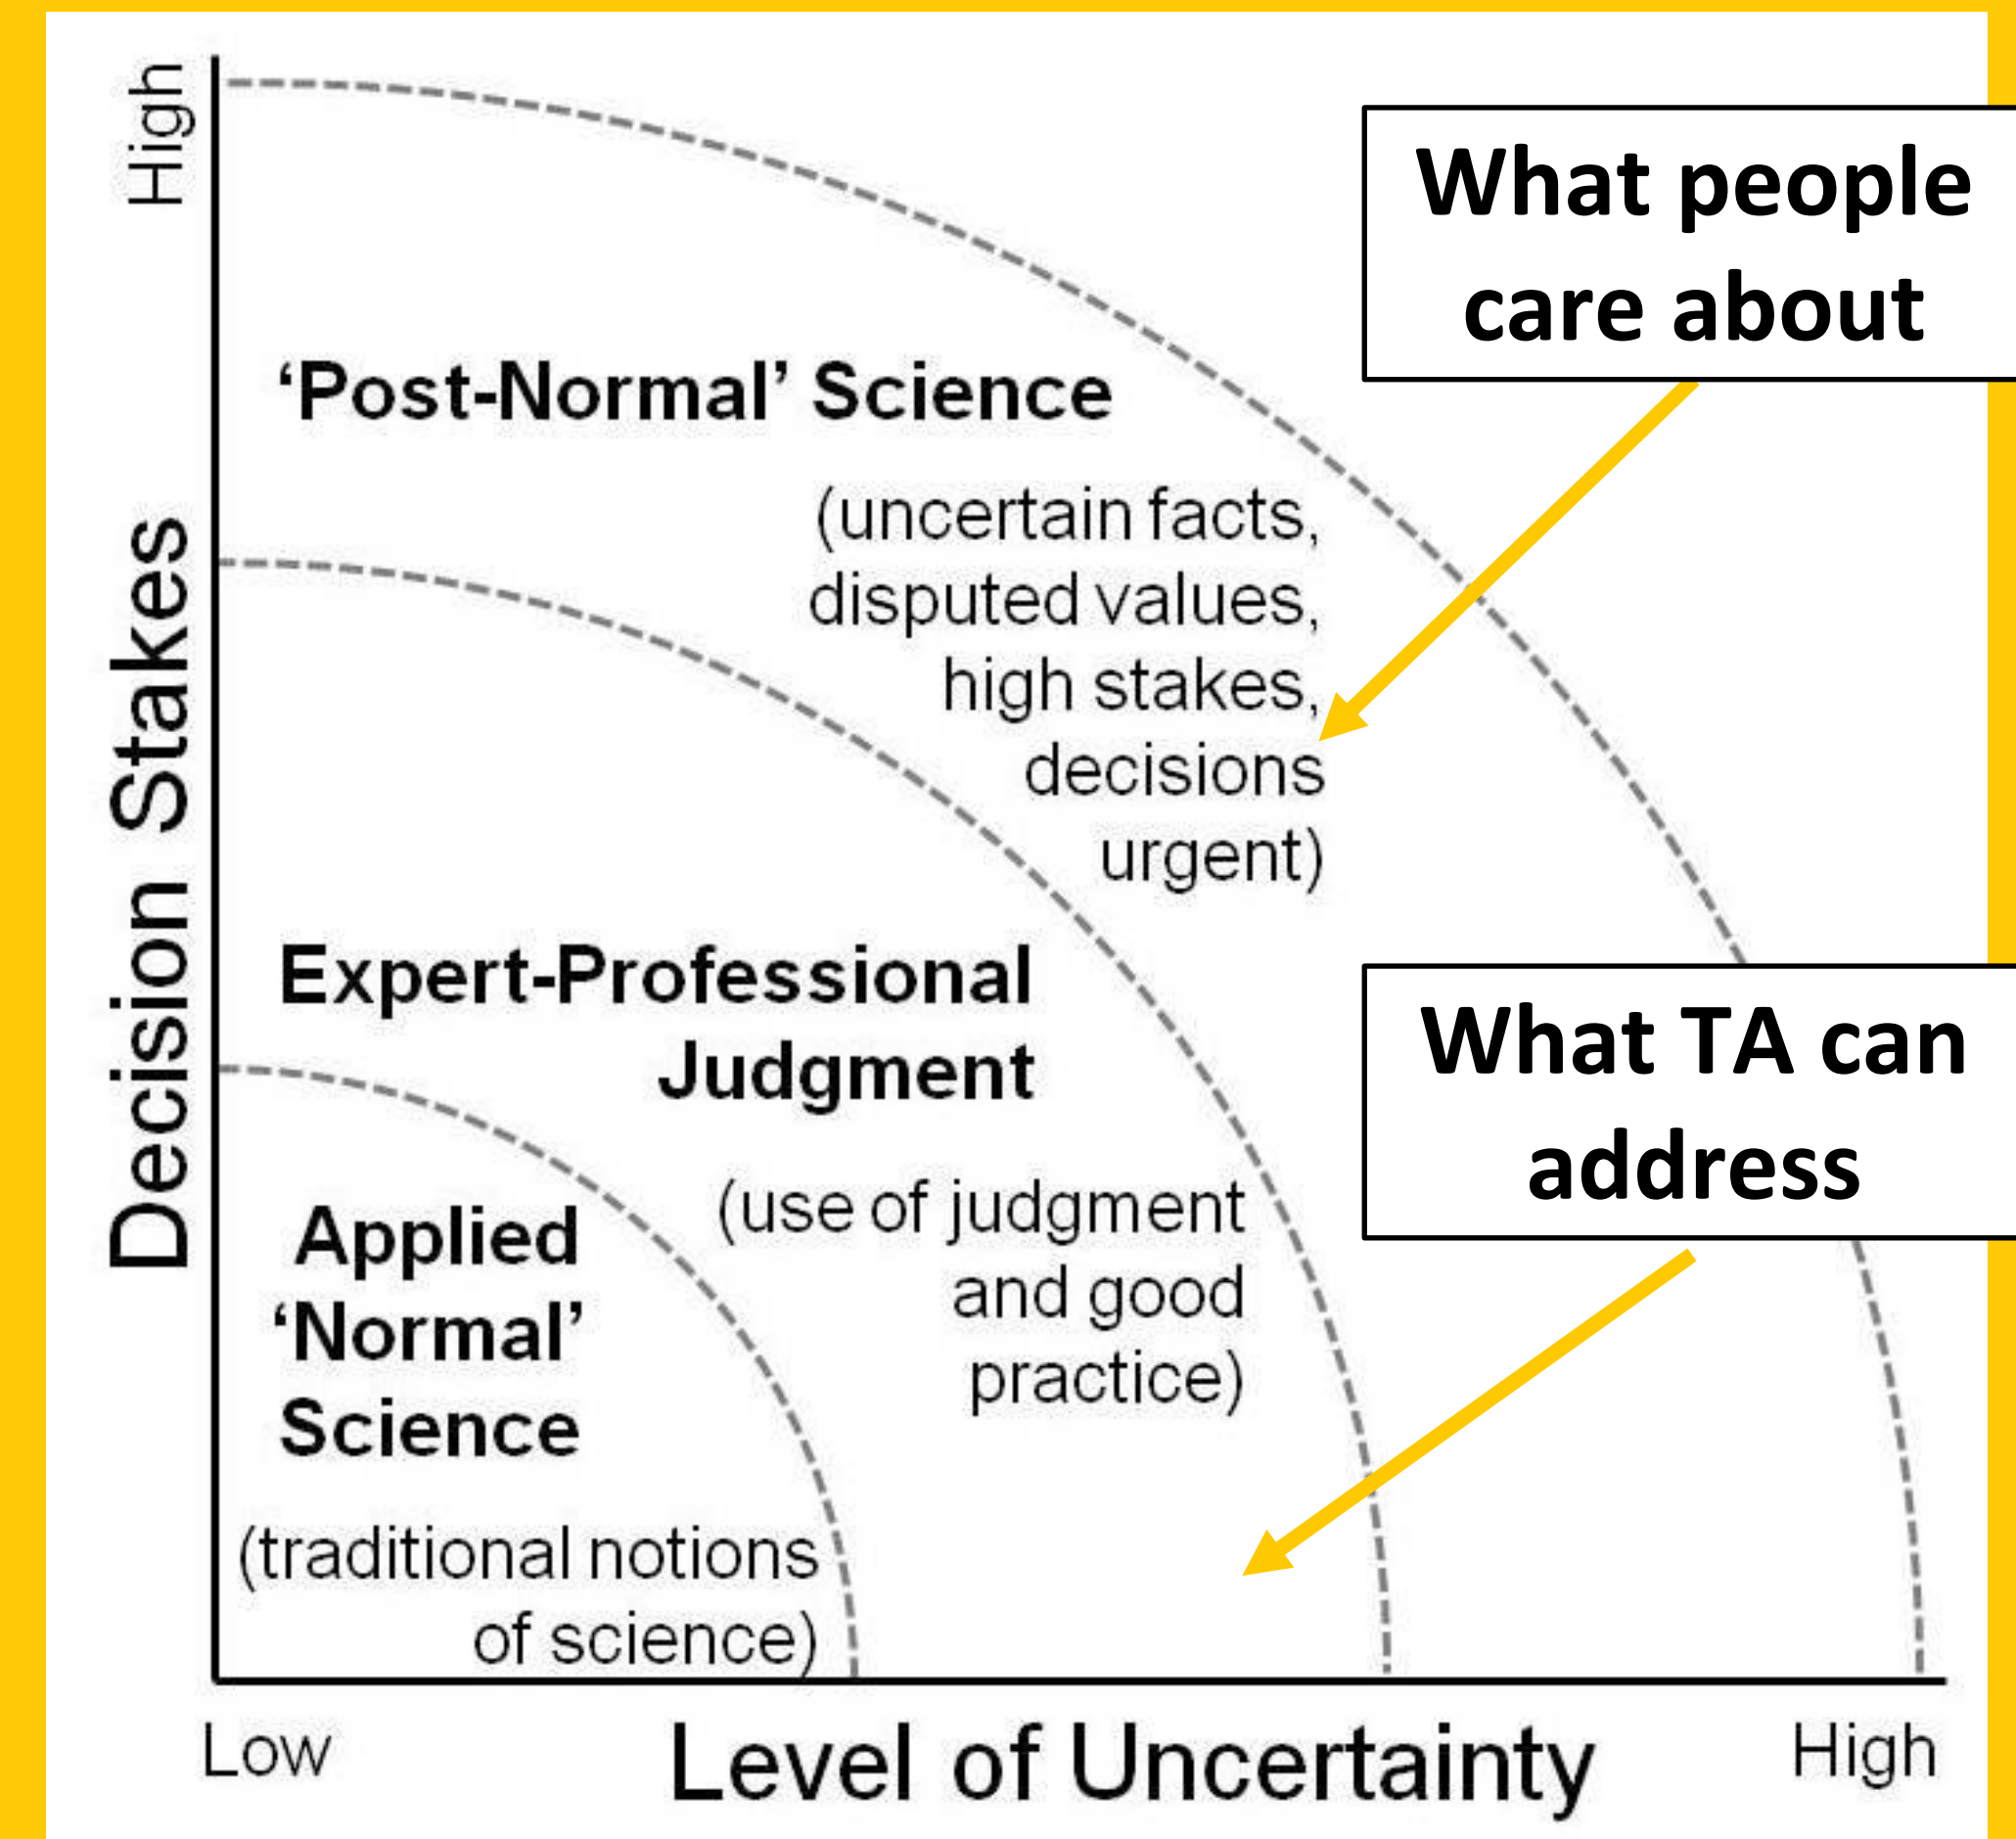 High
What people
care about
‘Post-Normal’ Science
(uncertain facts,
disputed values,
high stakes,
decisions
urgent)
Decision Stakes
Expert-Professional
Judgment
What TA can
address
(use of judgment
and good
practice)
Applied
‘Normal’
Science
(traditional notions
of science)
Low
Level of Uncertainty
High